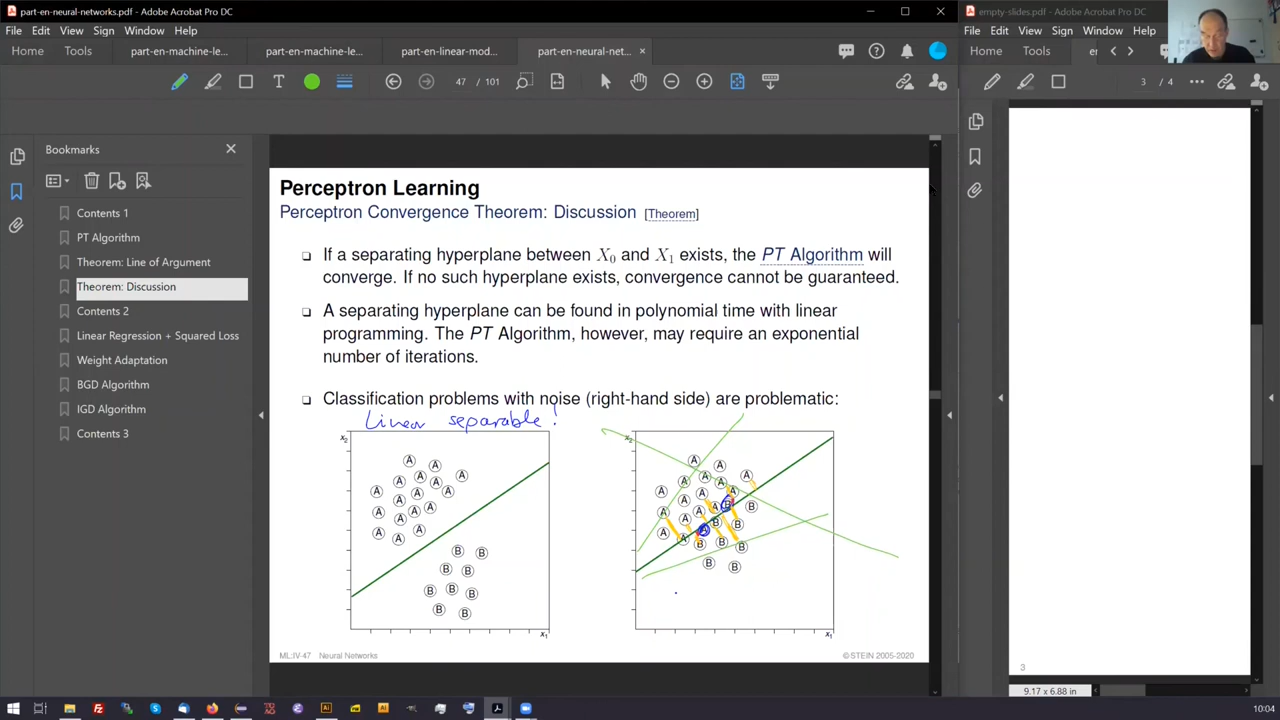 part-en-neural-networks.pdf - Adobe Acrobat Pro DC
File Edit View Sign Window Help
Home Tools part-en-machine-le... part-en-machine-le... part-en-linear-mod... part-en-neural-net... ×
47 / 101
Bookmarks
Contents 1
PT Algorithm
Theorem: Line of Argument
Theorem: Discussion
Contents 2
Linear Regression + Squared Loss
Weight Adaptation
BGD Algorithm
IGD Algorithm
Contents 3
Perceptron Learning
Perceptron Convergence Theorem: Discussion [Theorem]
If a separating hyperplane between X0 and X1 exists, the PT Algorithm will
converge. If no such hyperplane exists, convergence cannot be guaranteed.
A separating hyperplane can be found in polynomial time with linear
programming. The PT Algorithm, however, may require an exponential
number of iterations.
Classification problems with noise (right-hand side) are problematic:
Linear separable!
x2
x1
x2
x1
ML:IV-47 Neural Networks
© STEIN 2005-2020
empty-slides.pdf - Adobe Acrobat Pro DC
File Edit View Sign Window Help
Home Tools
3 / 4
3
9.17 x 6.88 in
10:04